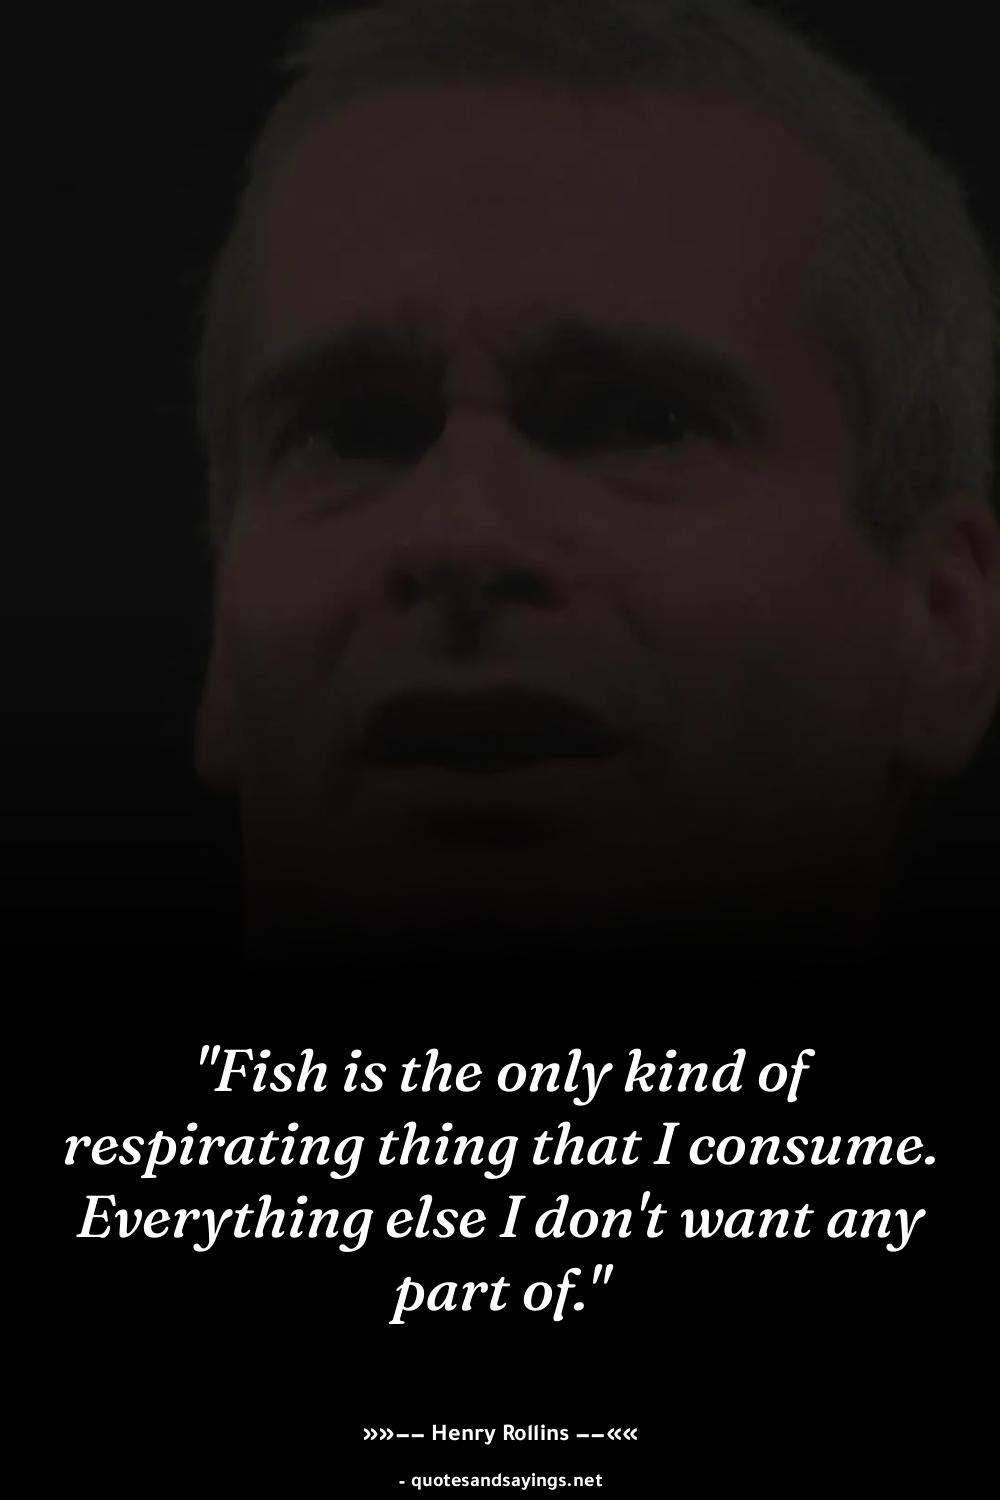 "Fish is the only kind of
respirating thing that I consume.
Everything else I don't want any
part of."
»»–– Henry Rollins ––««
- quotesandsayings.net